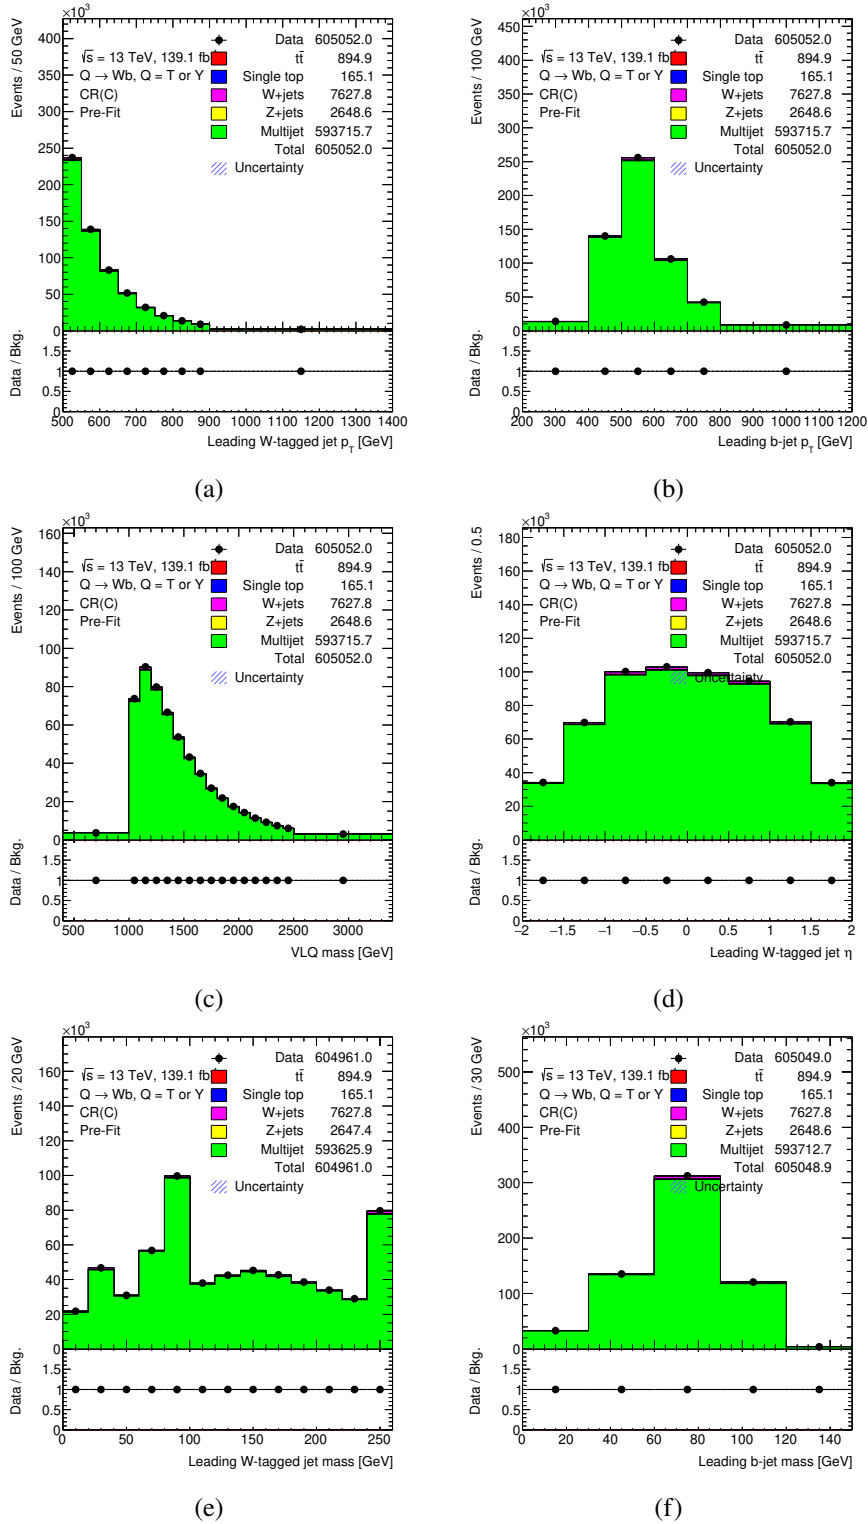 ×10³
Events / 50 GeV
400
350
300
250
200
150
100
50
0
√s = 13 TeV, 139.1 fb
Q → Wb, Q = T or Y
CR(C)
Pre-Fit
Data 605052.0
tt̄ 894.9
Single top 165.1
W+jets 7627.8
Z+jets 2648.6
Multijet 593715.7
Total 605052.0
Uncertainty
Data / Bkg.
1.5
1
0.5
0
500 600 700 800 900 1000 1100 1200 1300 1400
Leading W-tagged jet p_T [GeV]
(a)
×10³
Events / 100 GeV
450
400
350
300
250
200
150
100
50
0
√s = 13 TeV, 139.1 fb
Q → Wb, Q = T or Y
CR(C)
Pre-Fit
Data 605052.0
tt̄ 894.9
Single top 165.1
W+jets 7627.8
Z+jets 2648.6
Multijet 593715.7
Total 605052.0
Uncertainty
Data / Bkg.
1.5
1
0.5
0
200 300 400 500 600 700 800 900 1000 1100 1200
Leading b-jet p_T [GeV]
(b)
×10³
Events / 100 GeV
160
140
120
100
80
60
40
20
0
√s = 13 TeV, 139.1 fb
Q → Wb, Q = T or Y
CR(C)
Pre-Fit
Data 605052.0
tt̄ 894.9
Single top 165.1
W+jets 7627.8
Z+jets 2648.6
Multijet 593715.7
Total 605052.0
Uncertainty
Data / Bkg.
1.5
1
0.5
0
500 1000 1500 2000 2500 3000
VLQ mass [GeV]
(c)
×10³
Events / 0.5
180
160
140
120
100
80
60
40
20
0
√s = 13 TeV, 139.1 fb
Q → Wb, Q = T or Y
CR(C)
Pre-Fit
Data 605052.0
tt̄ 894.9
Single top 165.1
W+jets 7627.8
Z+jets 2648.6
Multijet 593715.7
Total 605052.0
Uncertainty
Data / Bkg.
1.5
1
0.5
0
−2 −1.5 −1 −0.5 0 0.5 1 1.5 2
Leading W-tagged jet η
(d)
×10³
Events / 20 GeV
160
140
120
100
80
60
40
20
0
√s = 13 TeV, 139.1 fb
Q → Wb, Q = T or Y
CR(C)
Pre-Fit
Data 604961.0
tt̄ 894.9
Single top 165.1
W+jets 7627.8
Z+jets 2647.4
Multijet 593625.9
Total 604961.0
Uncertainty
Data / Bkg.
1.5
1
0.5
0
0 50 100 150 200 250
Leading W-tagged jet mass [GeV]
(e)
×10³
Events / 30 GeV
500
400
300
200
100
0
√s = 13 TeV, 139.1 fb
Q → Wb, Q = T or Y
CR(C)
Pre-Fit
Data 605049.0
tt̄ 894.9
Single top 165.1
W+jets 7627.8
Z+jets 2648.6
Multijet 593712.7
Total 605048.9
Uncertainty
Data / Bkg.
1.5
1
0.5
0
0 20 40 60 80 100 120 140
Leading b-jet mass [GeV]
(f)